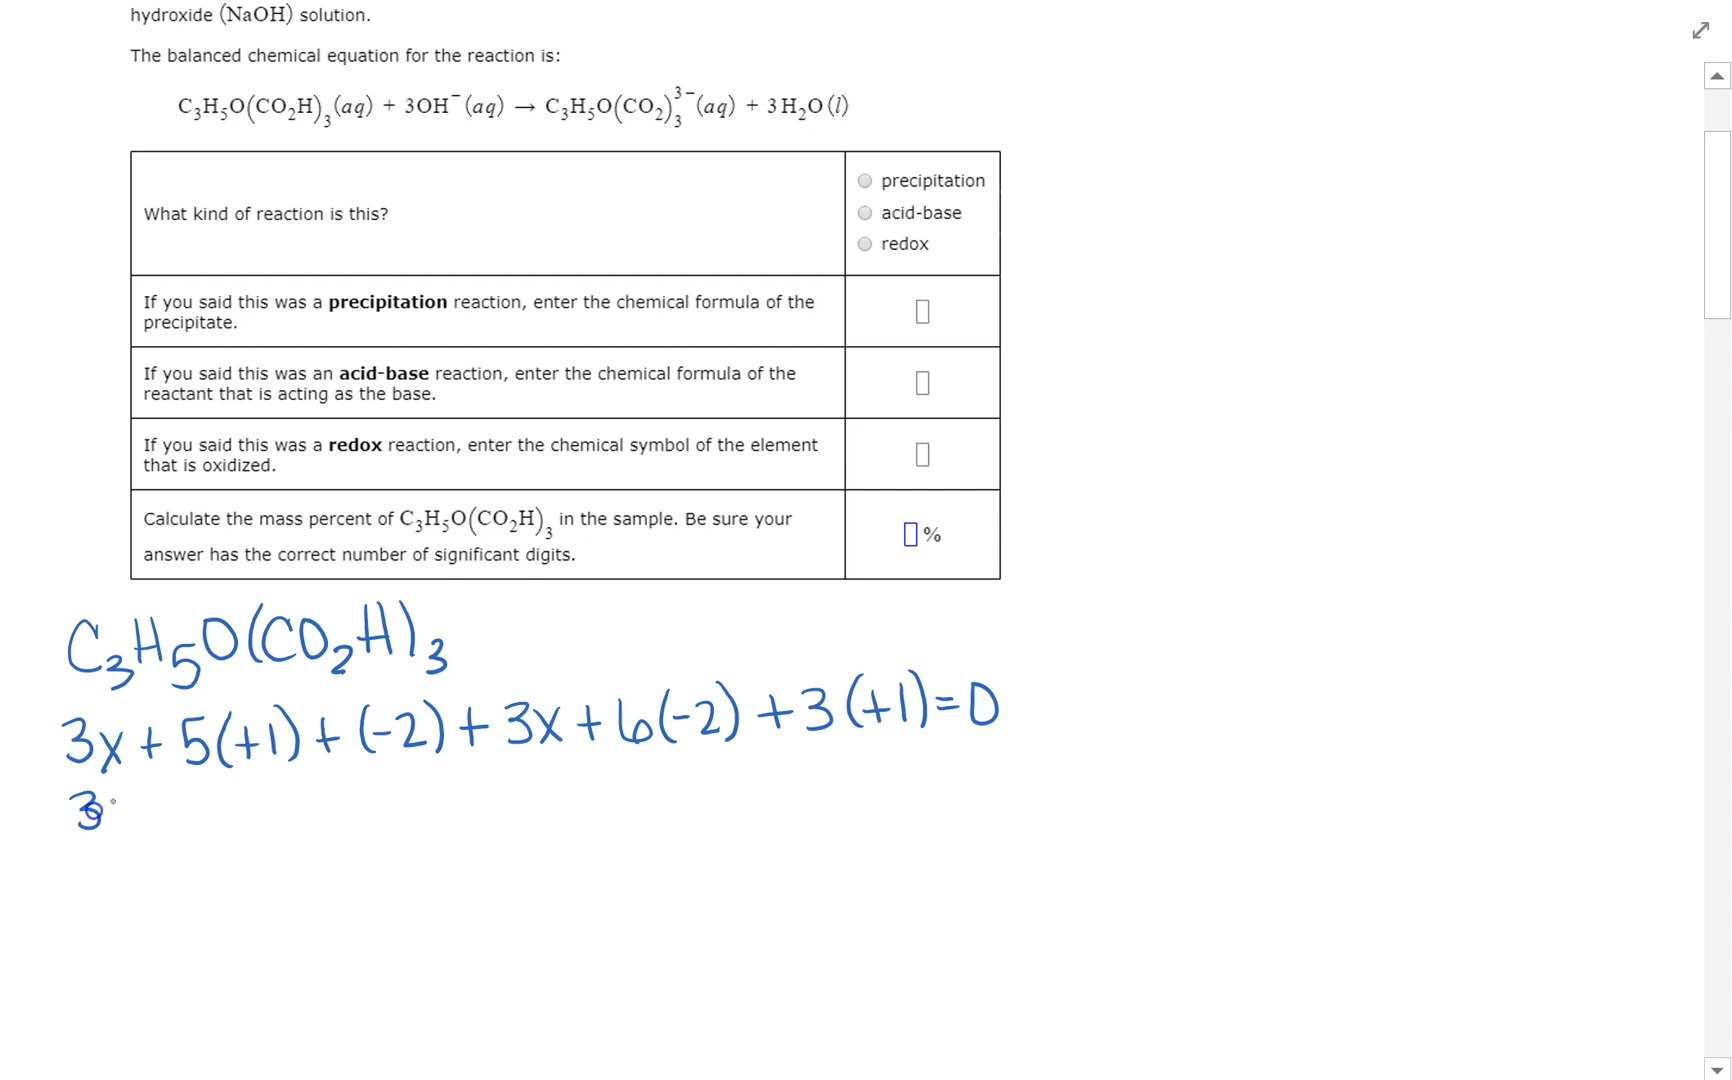 hydroxide (NaOH) solution.
The balanced chemical equation for the reaction is:
C₃H₅O(CO₂H)₃(aq) + 3OH⁻(aq) → C₃H₅O(CO₂)₃³⁻(aq) + 3H₂O(l)
What kind of reaction is this?
precipitation
acid-base
redox
If you said this was a precipitation reaction, enter the chemical formula of the
precipitate.
If you said this was an acid-base reaction, enter the chemical formula of the
reactant that is acting as the base.
If you said this was a redox reaction, enter the chemical symbol of the element
that is oxidized.
Calculate the mass percent of C₃H₅O(CO₂H)₃ in the sample. Be sure your
answer has the correct number of significant digits.
%
C₃H₅O(CO₂H)₃
3x + 5(+1) + (-2) + 3x + 6(-2) + 3(+1) = 0
3